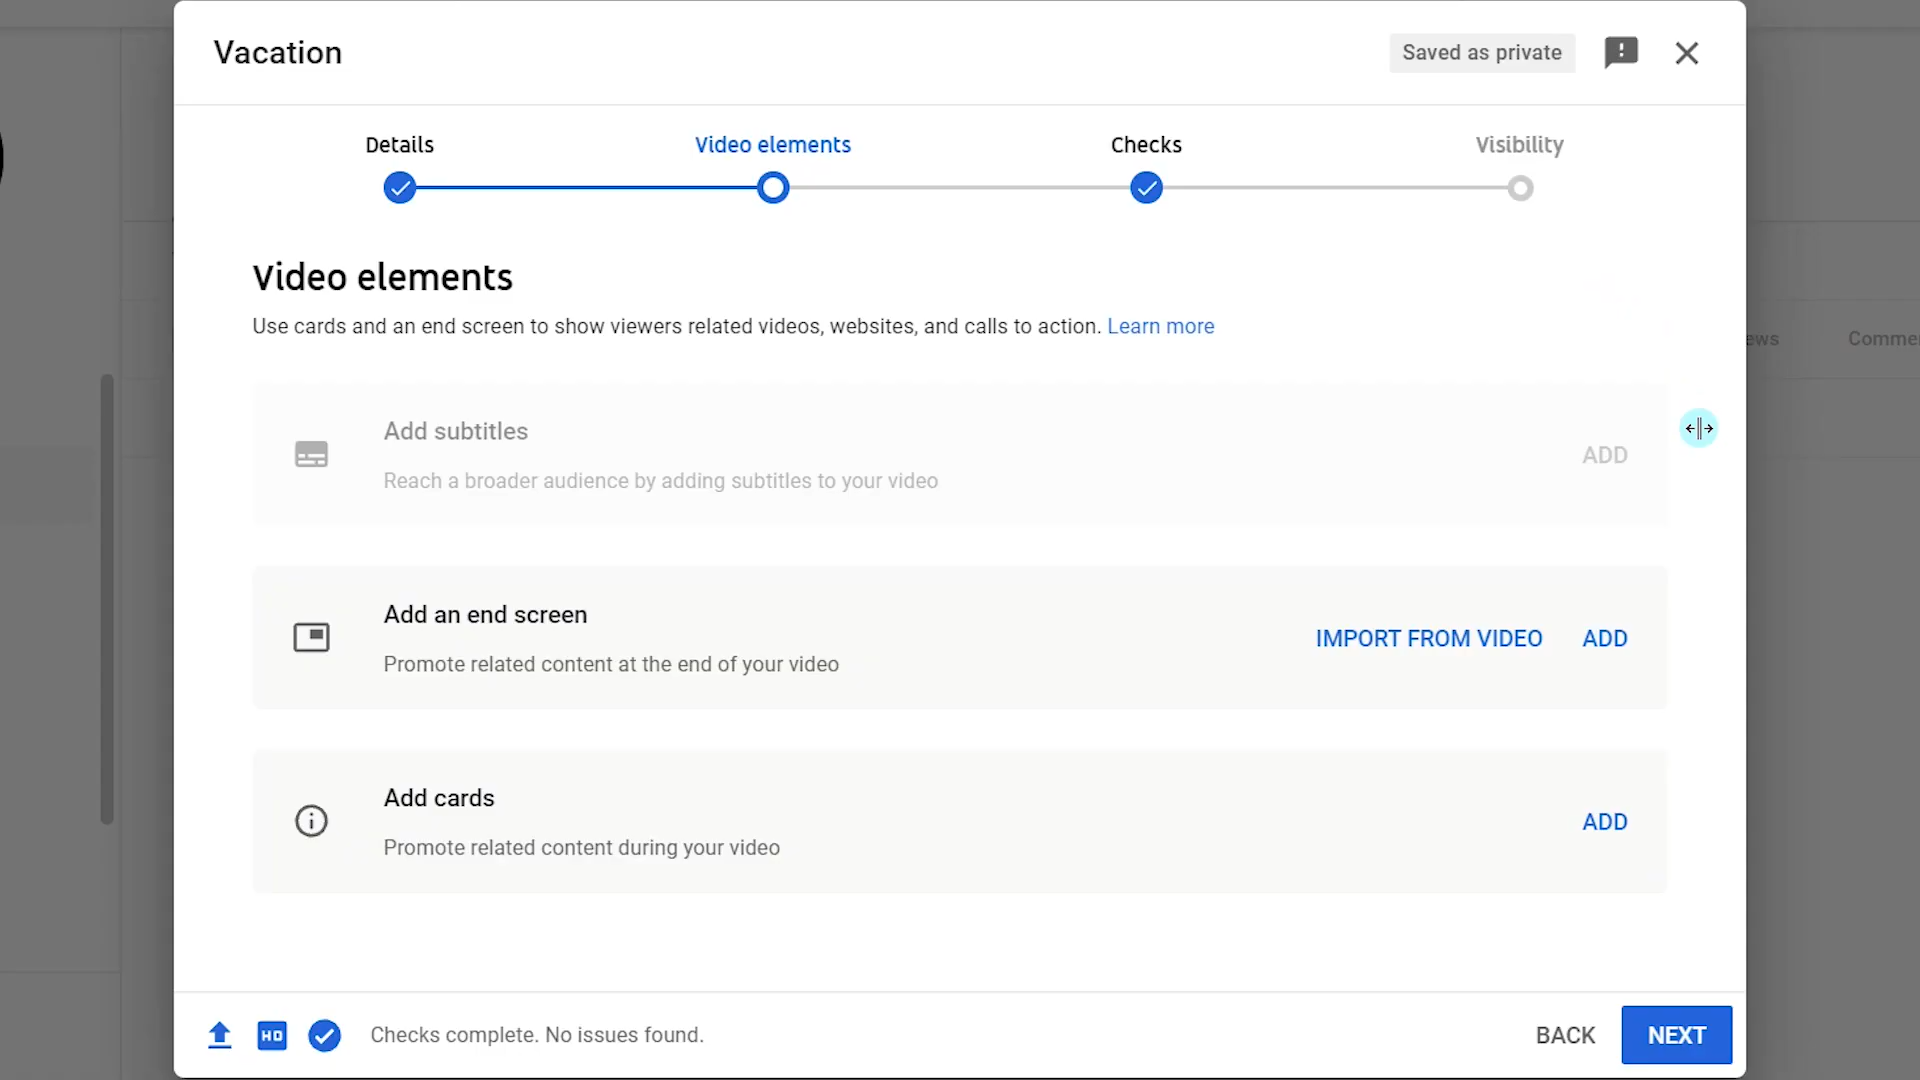 Vacation
Saved as private
Details
Video elements
Checks
Visibility
Video elements
Use cards and an end screen to show viewers related videos, websites, and calls to action. Learn more
Add subtitles
Reach a broader audience by adding subtitles to your video
ADD
Add an end screen
Promote related content at the end of your video
IMPORT FROM VIDEO
ADD
Add cards
Promote related content during your video
ADD
HD
Checks complete. No issues found.
BACK
NEXT